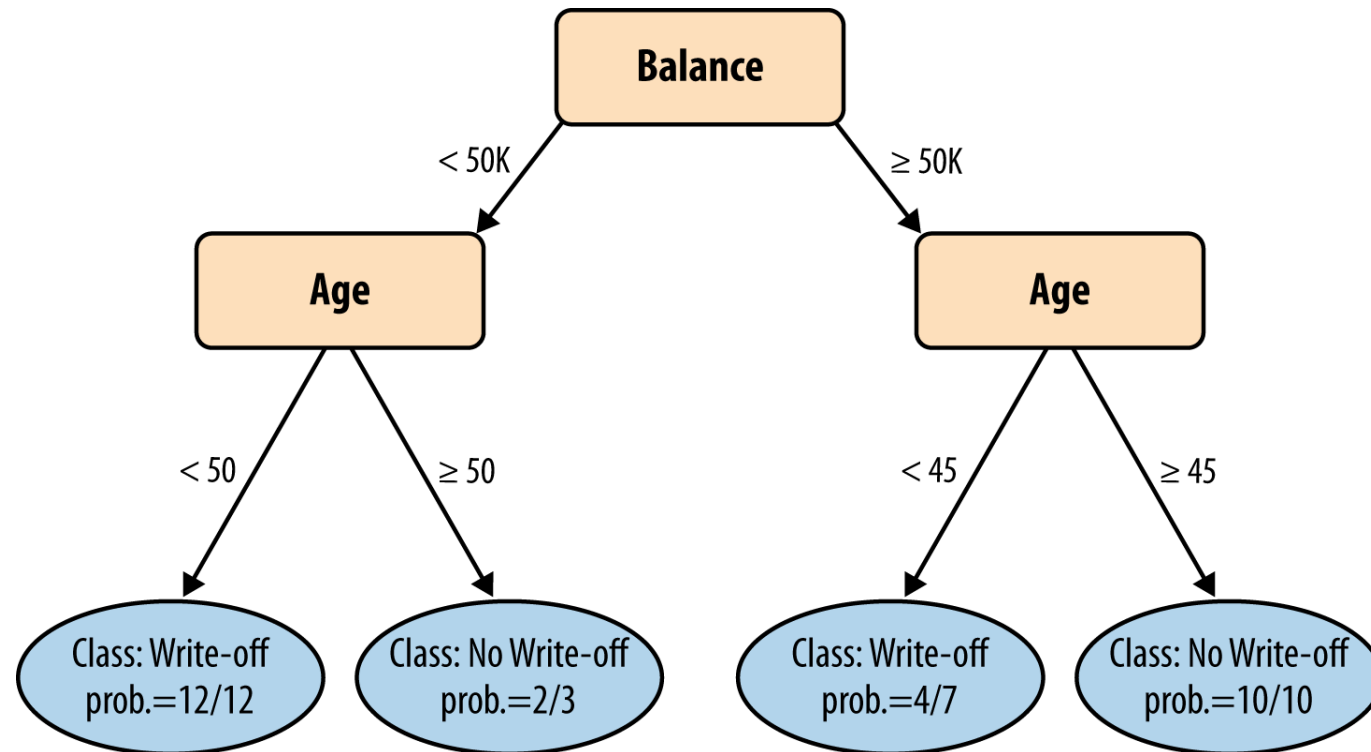 Balance
< 50K
≥ 50K
Age
Age
< 50
≥ 50
< 45
≥ 45
Class: Write-off
prob.=12/12
Class: No Write-off
prob.=2/3
Class: Write-off
prob.=4/7
Class: No Write-off
prob.=10/10